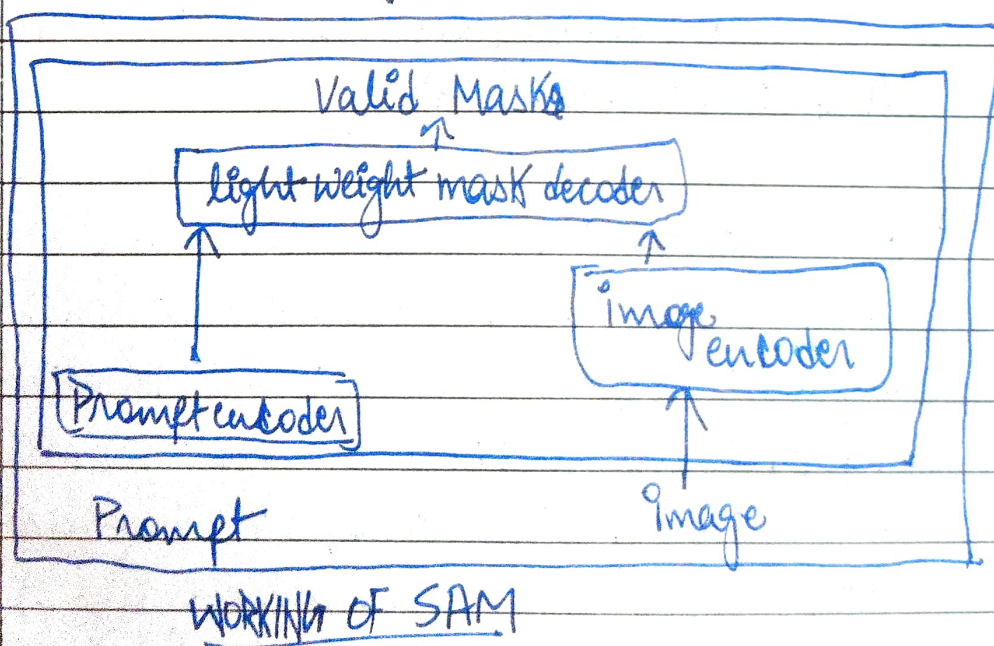 Valid Masks
light weight mask decoder
image
encoder
Prompt encoder
Prompt
image
WORKING OF SAM